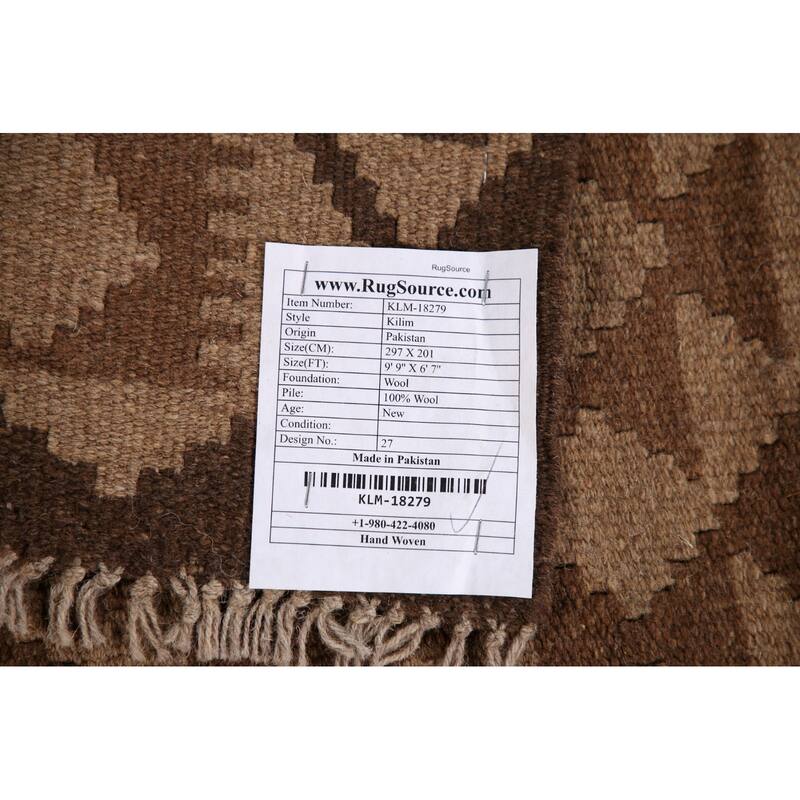 RugSource
www.RugSource.com
Item Number: KLM-18279
Style Kilim
Origin Pakistan
Size(CM): 297 X 201
Size(FT): 9' 9" X 6' 7"
Foundation: Wool
Pile: 100% Wool
Age: New
Condition:
Design No.: 27
Made in Pakistan
KLM-18279
+1-980-422-4080
Hand Woven